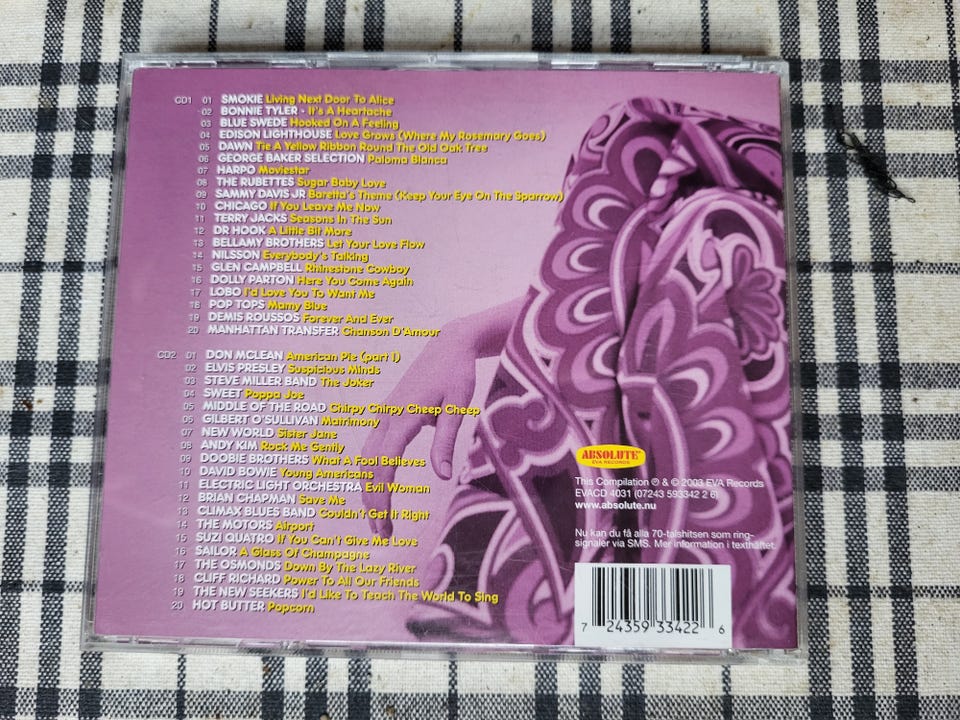 CD1 01 SMOKIE Living Next Door To Alice
02 BONNIE TYLER - It's A Heartache
03 BLUE SWEDE Hooked On A Feeling
04 EDISON LIGHTHOUSE Love Grows (Where My Rosemary Goes)
05 DAWN Tie A Yellow Ribbon Round The Old Oak Tree
06 GEORGE BAKER SELECTION Paloma Blanca
07 HARPO Moviestar
08 THE RUBETTES Sugar Baby Love
09 SAMMY DAVIS JR Baretta's Theme (Keep Your Eye On The Sparrow)
10 CHICAGO If You Leave Me Now
11 TERRY JACKS Seasons In The Sun
12 DR HOOK A Little Bit More
13 BELLAMY BROTHERS Let Your Love Flow
14 NILSSON Everybody's Talking
15 GLEN CAMPBELL Rhinestone Cowboy
16 DOLLY PARTON Here You Come Again
17 LOBO I'd Love You To Want Me
18 POP TOPS Mamy Blue
19 DEMIS ROUSSOS Forever And Ever
20 MANHATTAN TRANSFER Chanson D'Amour
CD2 01 DON MCLEAN American Pie (part 1)
02 ELVIS PRESLEY Suspicious Minds
03 STEVE MILLER BAND The Joker
04 SWEET Poppa Joe
05 MIDDLE OF THE ROAD Chirpy Chirpy Cheep Cheep
06 GILBERT O'SULLIVAN Matrimony
07 NEW WORLD Sister Jane
08 ANDY KIM Rock Me Gently
09 DOOBIE BROTHERS What A Fool Believes
10 DAVID BOWIE Young Americans
11 ELECTRIC LIGHT ORCHESTRA Evil Woman
12 BRIAN CHAPMAN Save Me
13 CLIMAX BLUES BAND Couldn't Get It Right
14 THE MOTORS Airport
15 SUZI QUATRO If You Can't Give Me Love
16 SAILOR A Glass Of Champagne
17 THE OSMONDS Down By The Lazy River
18 CLIFF RICHARD Power To All Our Friends
19 THE NEW SEEKERS I'd Like To Teach The World To Sing
20 HOT BUTTER Popcorn
ABSOLUTE
EVA RECORDS
This Compilation ℗ & © 2003 EVA Records
EVACD 4031 (07243 593342 2 6)
www.absolute.nu
Nu kan du få alla 70-talshitsen som ring-
signaler via SMS. Mer information i texthäftet.
7 24359 33422 6